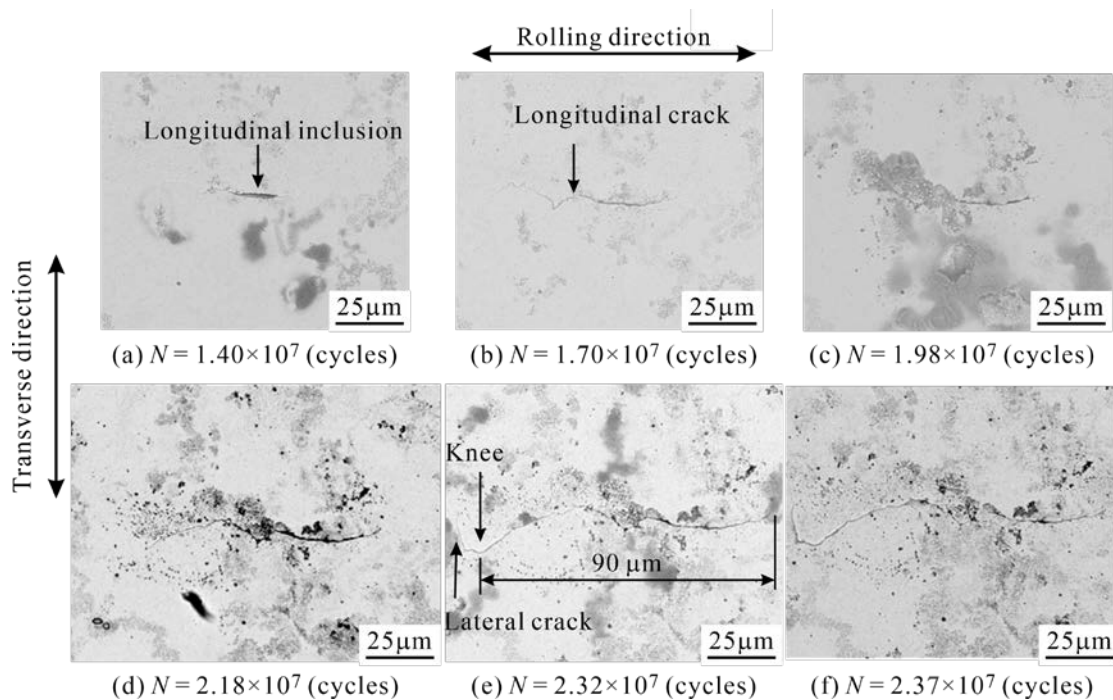 Rolling direction
Longitudinal inclusion
25μm
(a) N = 1.40×10⁷ (cycles)
Longitudinal crack
25μm
(b) N = 1.70×10⁷ (cycles)
25μm
(c) N = 1.98×10⁷ (cycles)
Transverse direction
25μm
(d) N = 2.18×10⁷ (cycles)
Knee
90 μm
Lateral crack
25μm
(e) N = 2.32×10⁷ (cycles)
25μm
(f) N = 2.37×10⁷ (cycles)